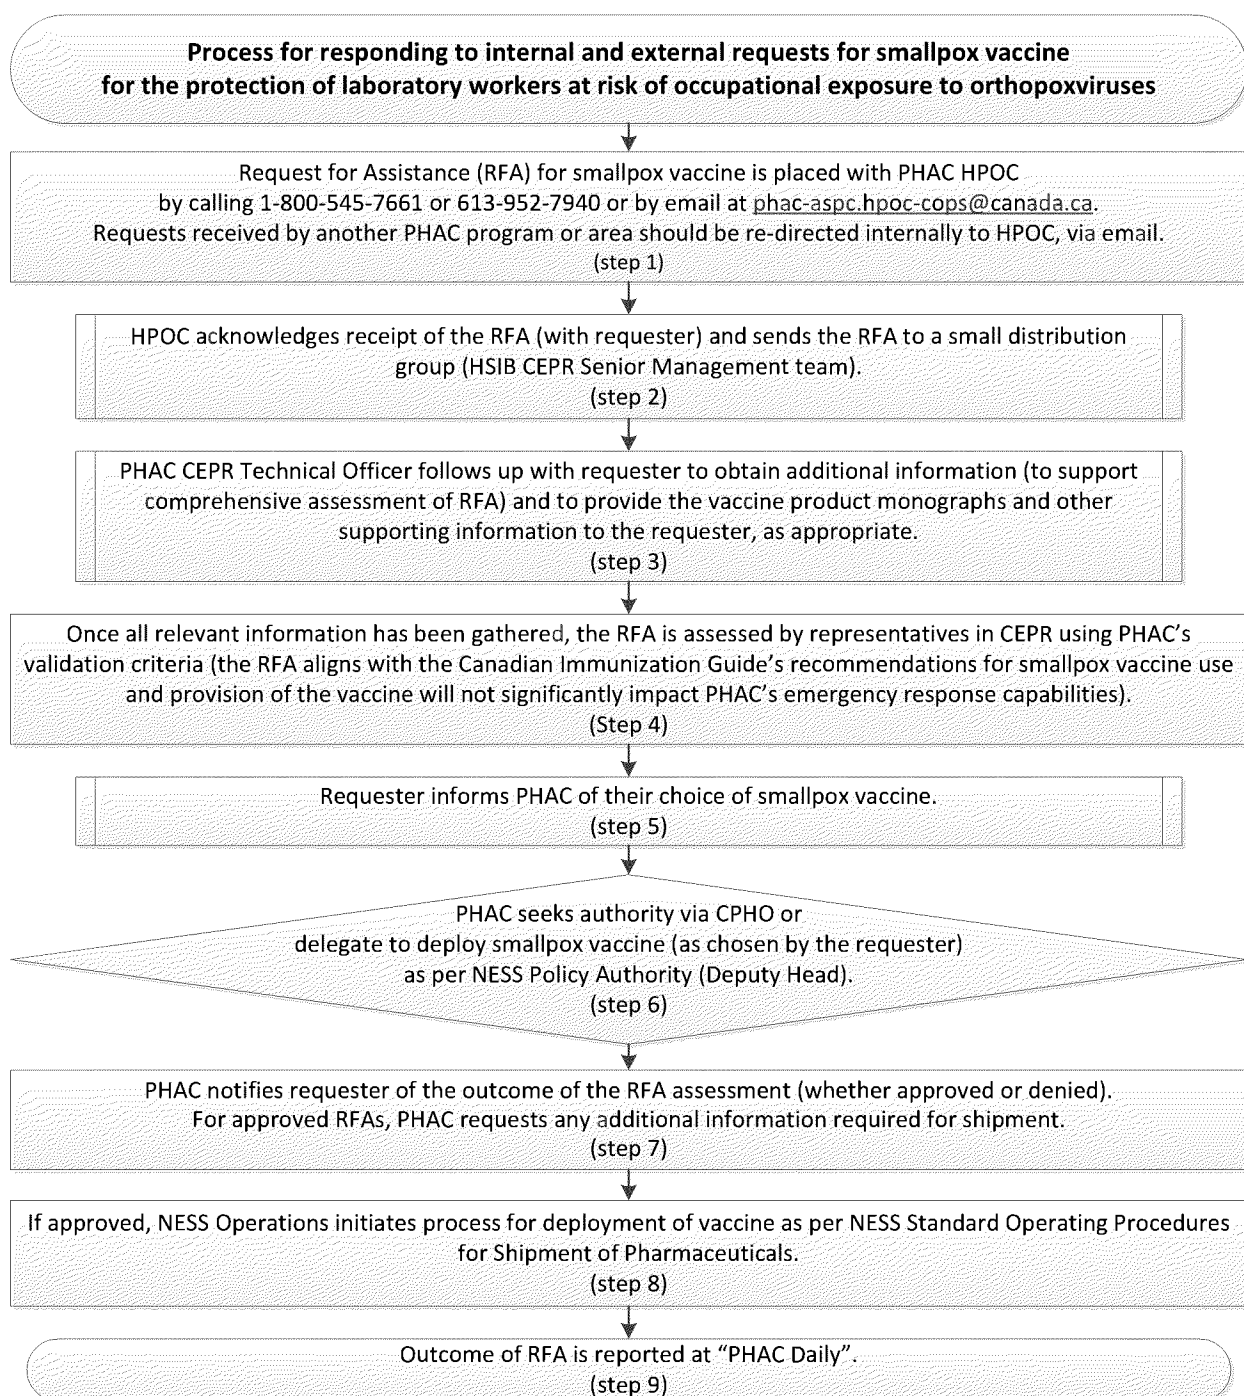 Process for responding to internal and external requests for smallpox vaccine
for the protection of laboratory workers at risk of occupational exposure to orthopoxviruses
Request for Assistance (RFA) for smallpox vaccine is placed with PHAC HPOC
by calling 1-800-545-7661 or 613-952-7940 or by email at phac-aspc.hpoc-cops@canada.ca.
Requests received by another PHAC program or area should be re-directed internally to HPOC, via email.
(step 1)
HPOC acknowledges receipt of the RFA (with requester) and sends the RFA to a small distribution
group (HSIB CEPR Senior Management team).
(step 2)
PHAC CEPR Technical Officer follows up with requester to obtain additional information (to support
comprehensive assessment of RFA) and to provide the vaccine product monographs and other
supporting information to the requester, as appropriate.
(step 3)
Once all relevant information has been gathered, the RFA is assessed by representatives in CEPR using PHAC's
validation criteria (the RFA aligns with the Canadian Immunization Guide's recommendations for smallpox vaccine use
and provision of the vaccine will not significantly impact PHAC's emergency response capabilities).
(Step 4)
Requester informs PHAC of their choice of smallpox vaccine.
(step 5)
PHAC seeks authority via CPHO or
delegate to deploy smallpox vaccine (as chosen by the requester)
as per NESS Policy Authority (Deputy Head).
(step 6)
PHAC notifies requester of the outcome of the RFA assessment (whether approved or denied).
For approved RFAs, PHAC requests any additional information required for shipment.
(step 7)
If approved, NESS Operations initiates process for deployment of vaccine as per NESS Standard Operating Procedures
for Shipment of Pharmaceuticals.
(step 8)
Outcome of RFA is reported at "PHAC Daily".
(step 9)